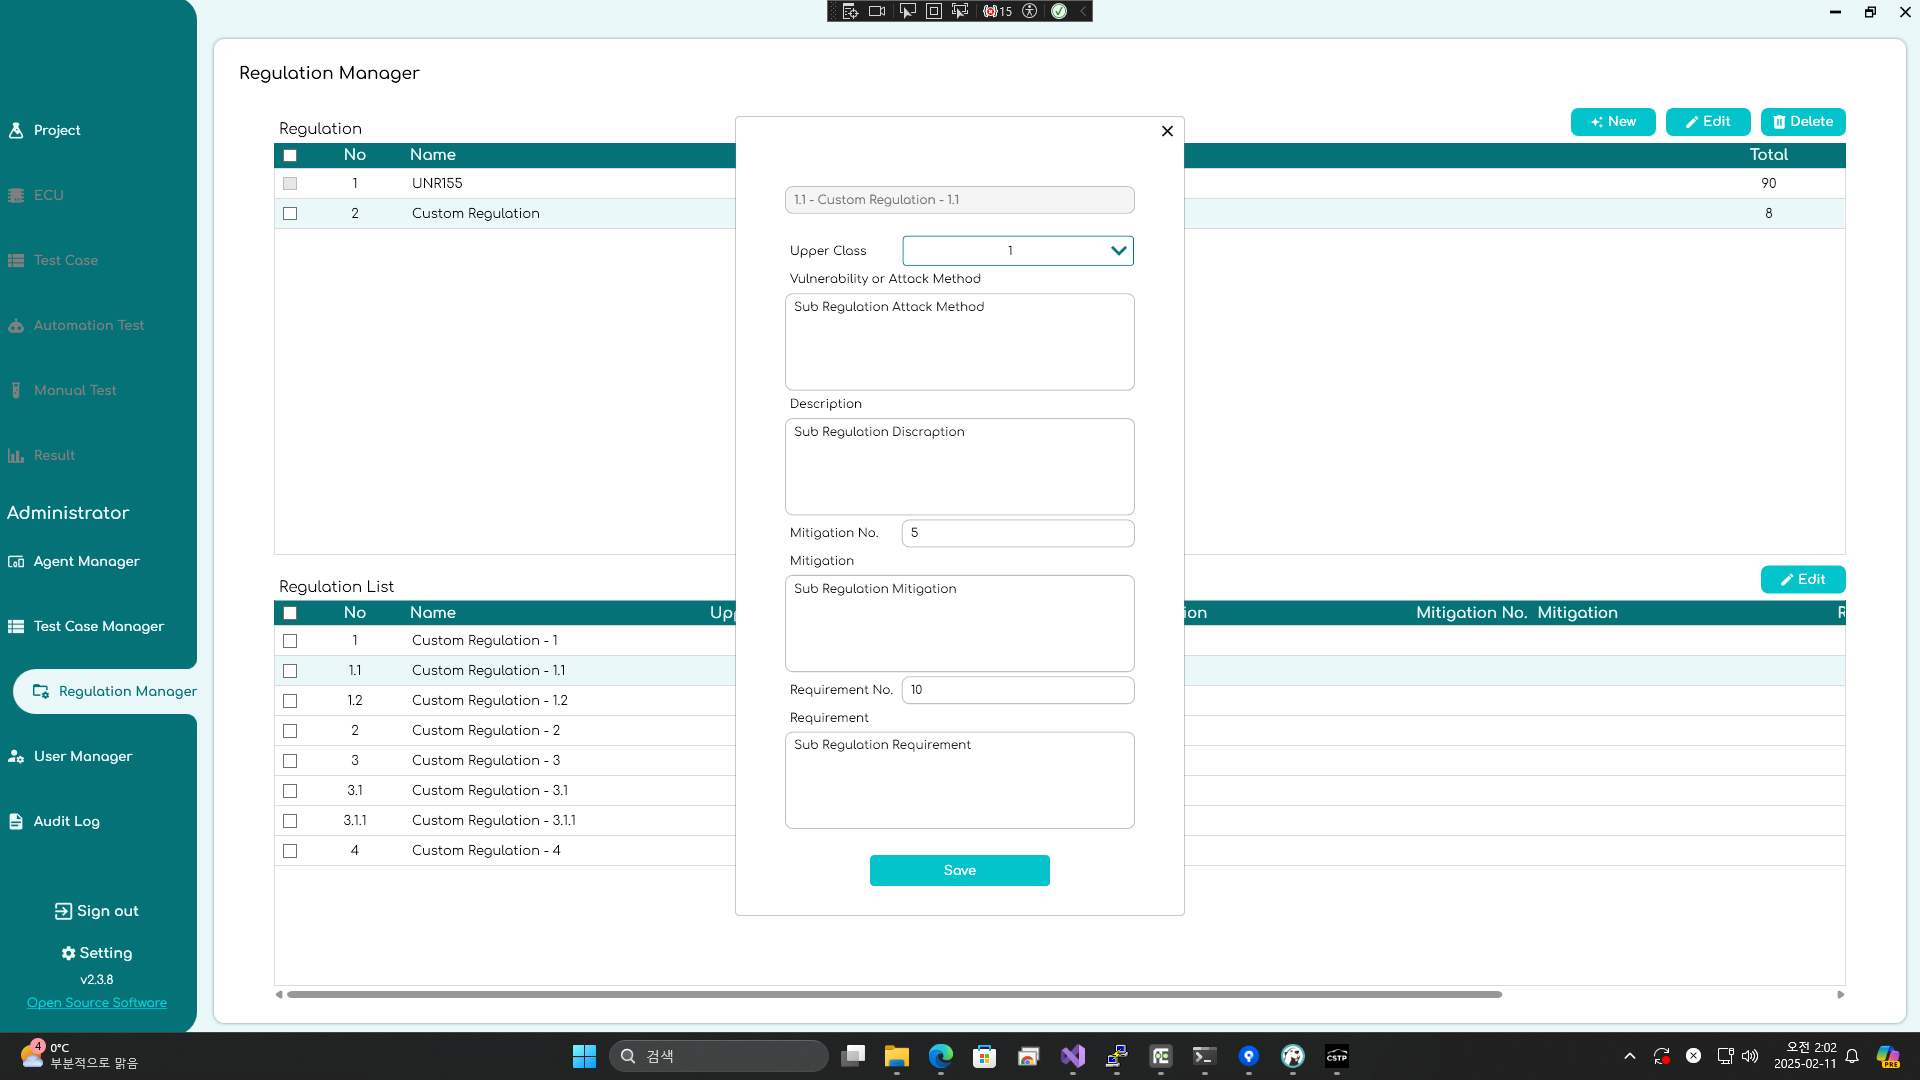 15
Regulation Manager
Project
ECU
Test Case
Automation Test
Manual Test
Result
Administrator
Agent Manager
Test Case Manager
Regulation Manager
User Manager
Audit Log
Sign out
Setting
v2.3.8
Open Source Software
Regulation
New
Edit
Delete
No Name Total
1 UNR155 90
2 Custom Regulation 8
1.1 - Custom Regulation - 1.1
Upper Class 1
Vulnerability or Attack Method
Sub Regulation Attack Method
Description
Sub Regulation Discraption
Mitigation No. 5
Mitigation
Sub Regulation Mitigation
Requirement No. 10
Requirement
Sub Regulation Requirement
Save
Regulation List
Edit
No Name Upp ion Mitigation No. Mitigation R
1 Custom Regulation - 1
1.1 Custom Regulation - 1.1
1.2 Custom Regulation - 1.2
2 Custom Regulation - 2
3 Custom Regulation - 3
3.1 Custom Regulation - 3.1
3.1.1 Custom Regulation - 3.1.1
4 Custom Regulation - 4
4
0°C
부분적으로 맑음
검색
CSTP
오전 2:02
2025-02-11
PRE